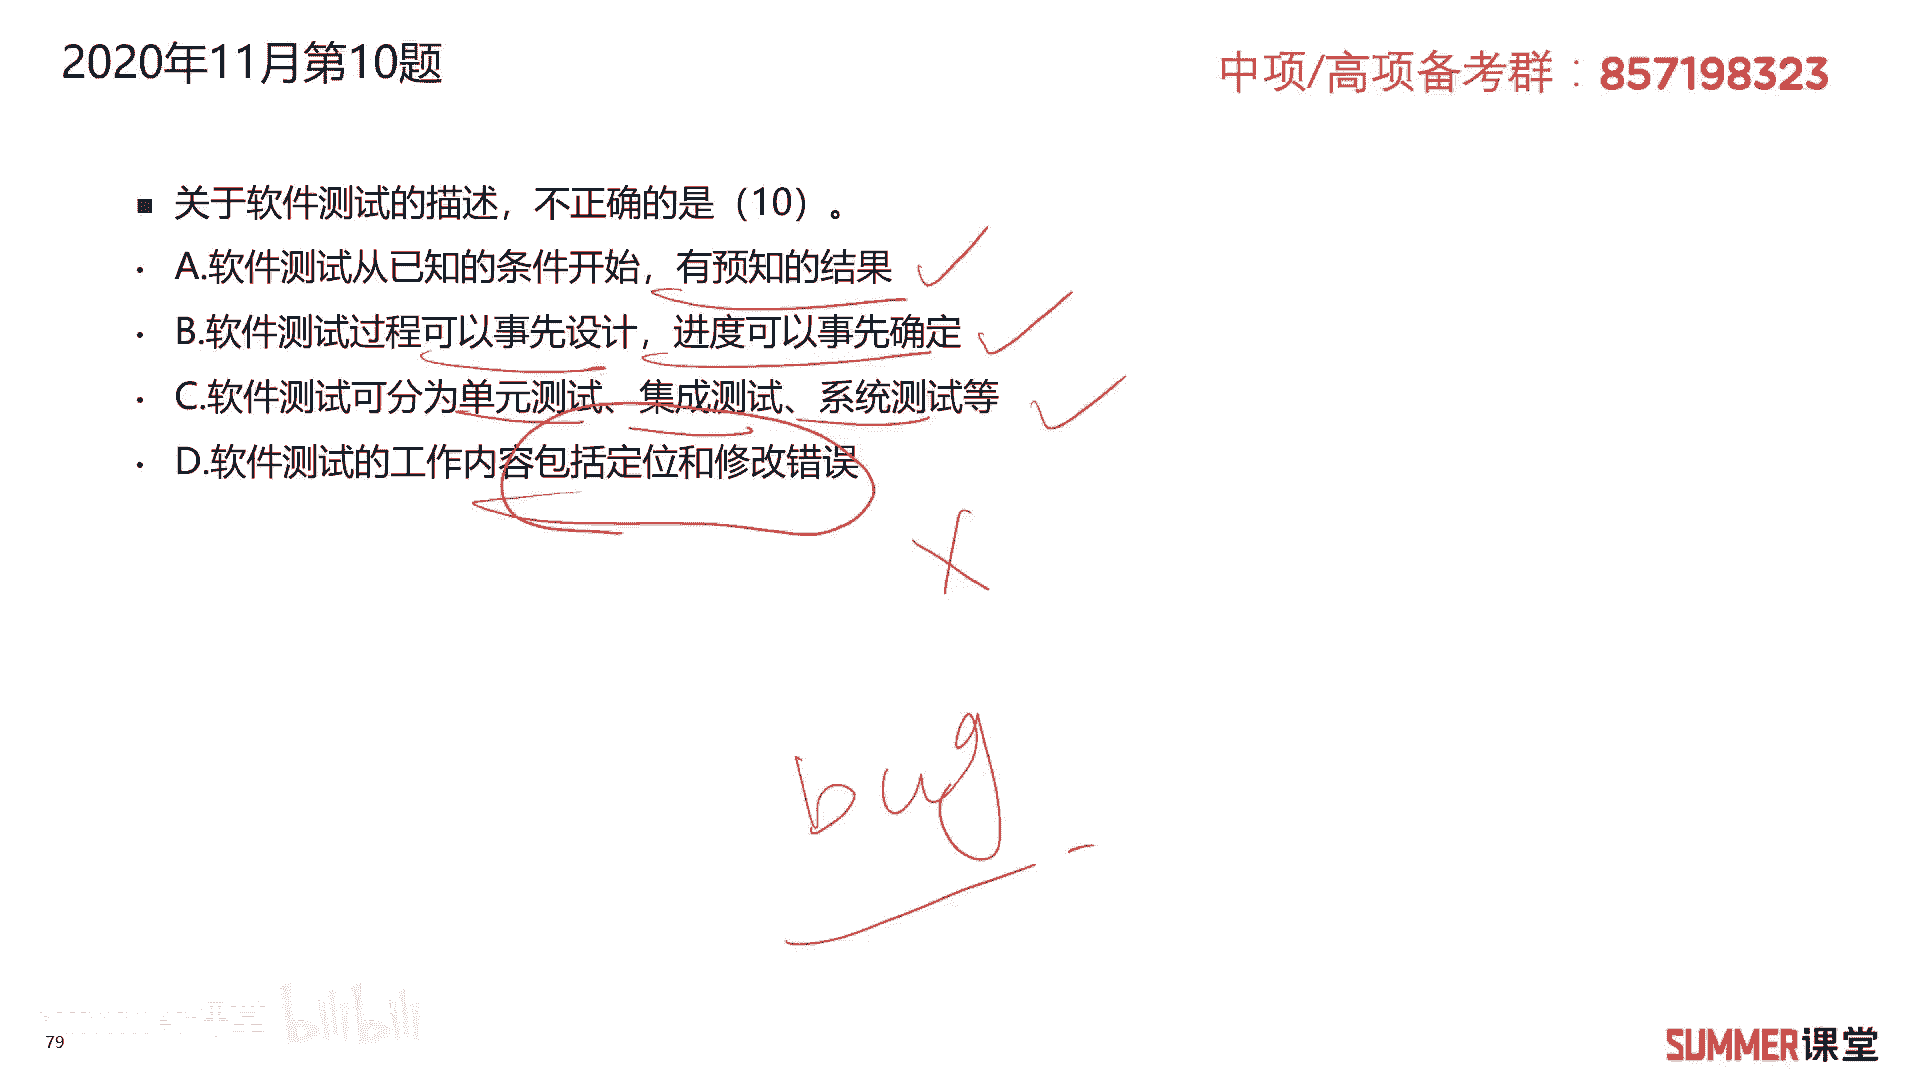 2020年11月第10题
中项/高项备考群：857198323
■ 关于软件测试的描述，不正确的是（10）。
• A.软件测试从已知的条件开始，有预知的结果
• B.软件测试过程可以事先设计，进度可以事先确定
• C.软件测试可分为单元测试、集成测试、系统测试等
• D.软件测试的工作内容包括定位和修改错误
bug
bilibili
79
SUMMER课堂